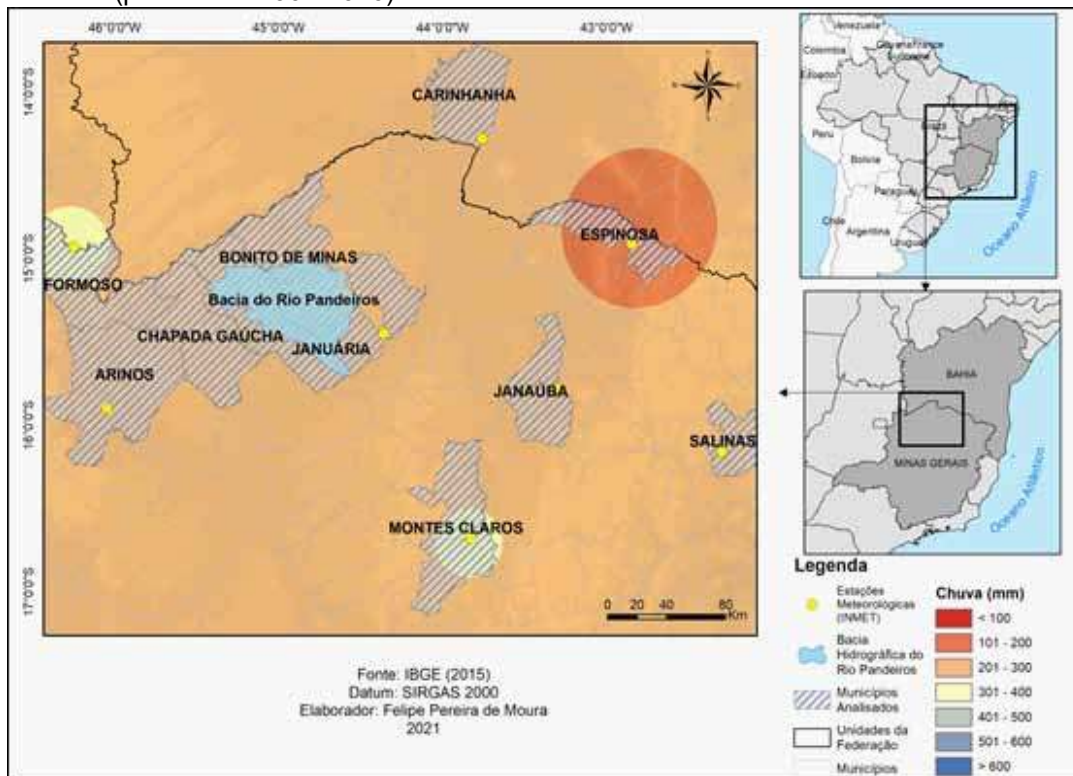 46°0'0"S
45°0'0"S
44°0'0"S
43°0'0"S
14°0'0"S
15°0'0"S
16°0'0"S
17°0'0"S
CARINHANHA
ESPINOSA
BONITO DE MINAS
FORMOSO
Bacia do Rio Pandeiros
CHAPADA GAÚCHA
JANUÁRIA
ARINOS
JANAUBA
SALINAS
MONTES CLAROS
0 20 40 80
Km
Fonte: IBGE (2015)
Datum: SIRGAS 2000
Elaborador: Felipe Pereira de Moura
2021
Venezuela
Colombia
Peru
Bolivia
Paraguay
Chile
Argentina
Uruguay
Oceano Atlântico
BAHIA
MINAS GERAIS
Oceano Atlântico
Legenda
Estações
Meteorológicas
(INMET)
Bacia
Hidrográfica do
Rio Pandeiros
Municípios
Analisados
Unidades da
Federação
Municípios
Chuva (mm)
< 100
101 - 200
201 - 300
301 - 400
401 - 500
501 - 600
> 600